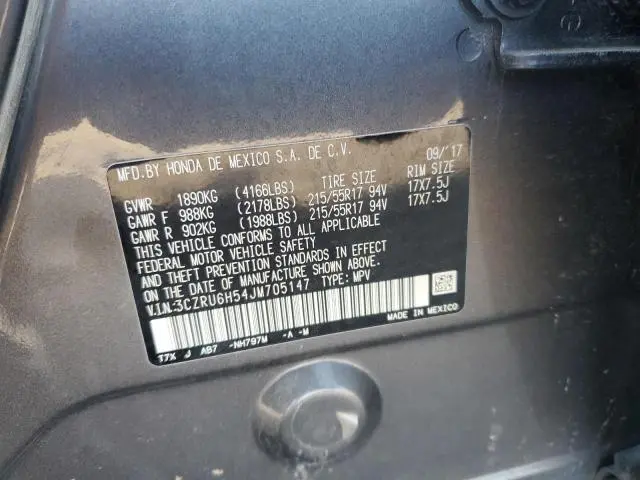 MFD.BY HONDA DE MEXICO S.A. DE C.V. 09/'17
GVWR 1890KG (4166LBS) TIRE SIZE RIM SIZE
GAWR F 988KG (2178LBS) 215/55R17 94V 17X7.5J
GAWR R 902KG (1988LBS) 215/55R17 94V 17X7.5J
THIS VEHICLE CONFORMS TO ALL APPLICABLE
FEDERAL MOTOR VEHICLE SAFETY
AND THEFT PREVENTION STANDARDS IN EFFECT
ON THE DATE OF MANUFACTURE SHOWN ABOVE.
V.I.N:3CZRU6H54JM705147 TYPE: MPV
MADE IN MEXICO
T7X J AB7 -NH797M -A -M